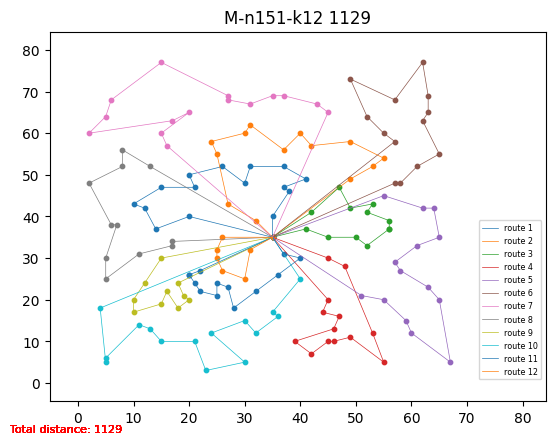 M-n151-k12 1129
80
70
60
50
40
30
20
10
0
0 10 20 30 40 50 60 70 80
route 1
route 2
route 3
route 4
route 5
route 6
route 7
route 8
route 9
route 10
route 11
route 12
Total distance: 1129